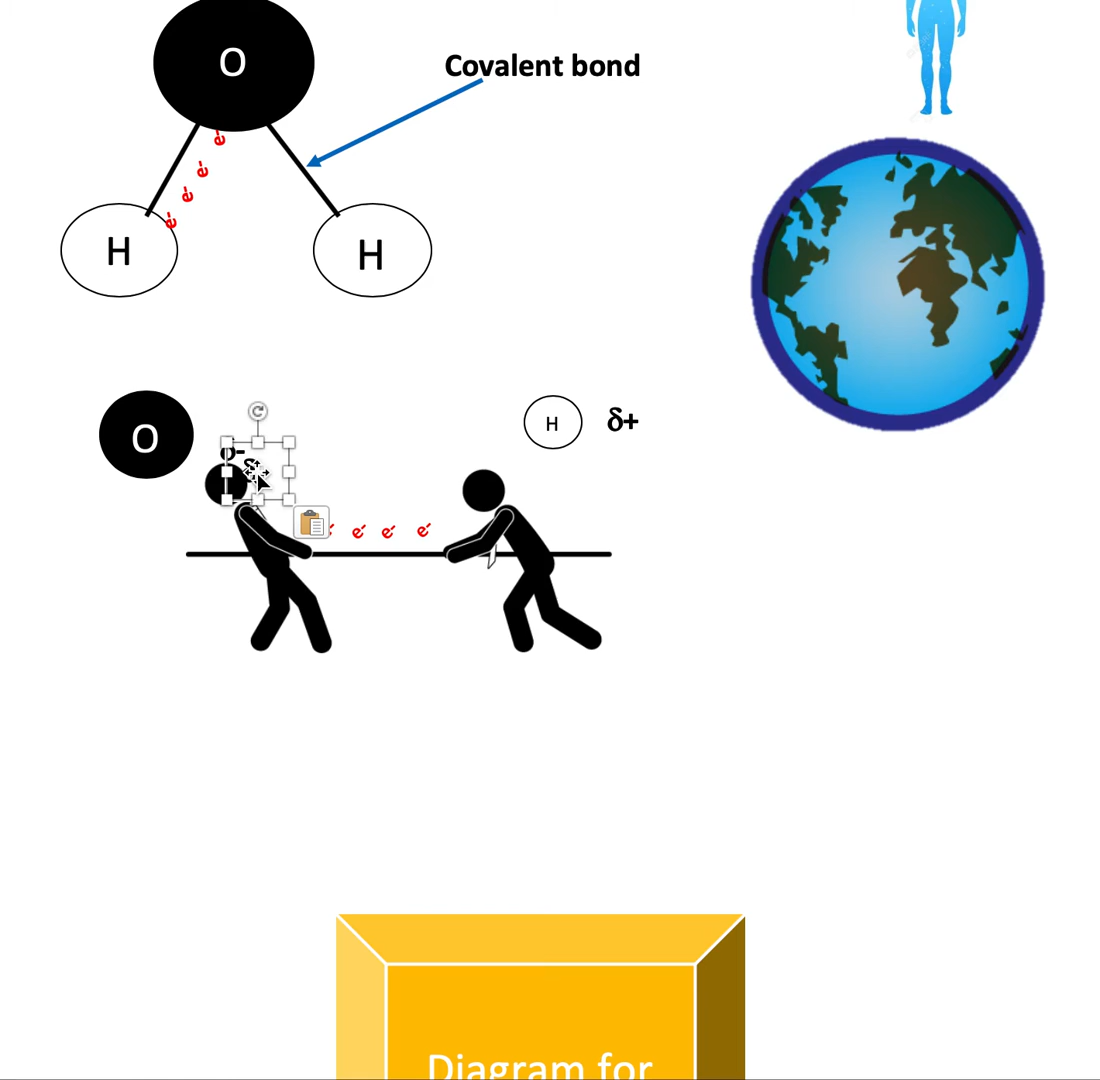 O
Covalent bond
e-
e-
e-
e-
H
H
O
H
δ+
δ-
e-
e-
e-
Diagram for